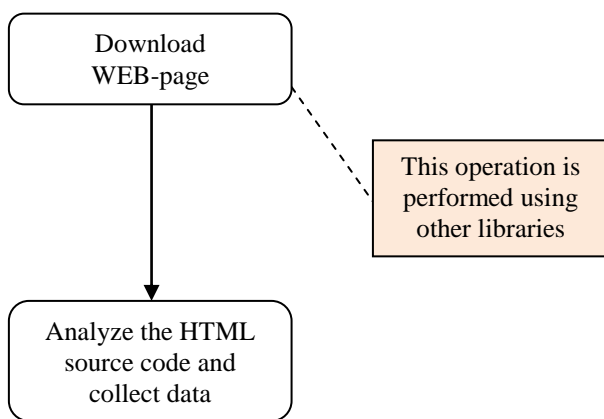 Download
WEB-page
This operation is
performed using
other libraries
Analyze the HTML
source code and
collect data